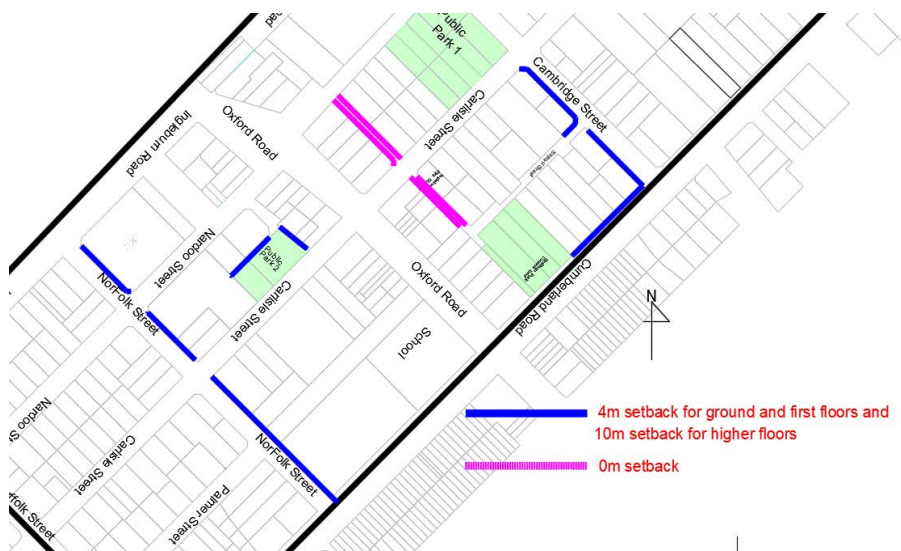 Road
Public
Park 1
Cambridge Street
Carlisle Street
Oxford Road
Ingleburn Road
Nardoo Street
Public
Park 2
NorFolk Street
Carlisle Street
Oxford Road
School
Cumberland Road
N
4m setback for ground and first floors and
10m setback for higher floors
0m setback
Nardoo St
Carlisle Street
Palmer Street
NorFolk Street
folk Street